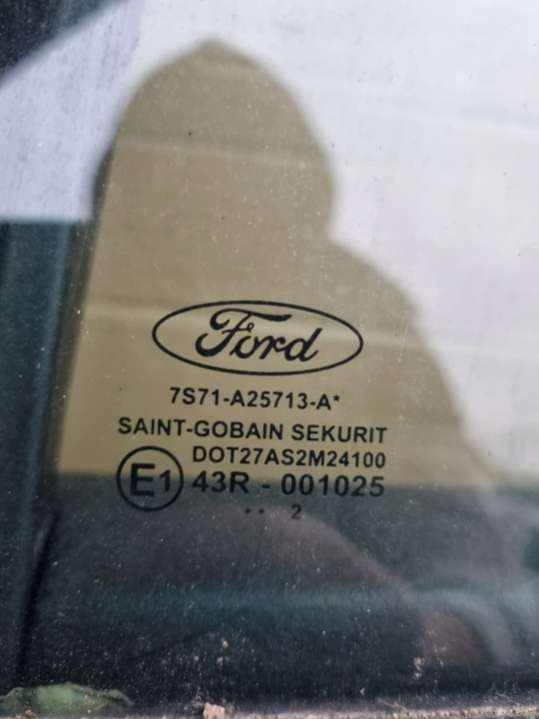 Ford
7S71-A25713-A*
SAINT-GOBAIN SEKURIT
DOT27AS2M24100
E1 43R - 001025
•• 2